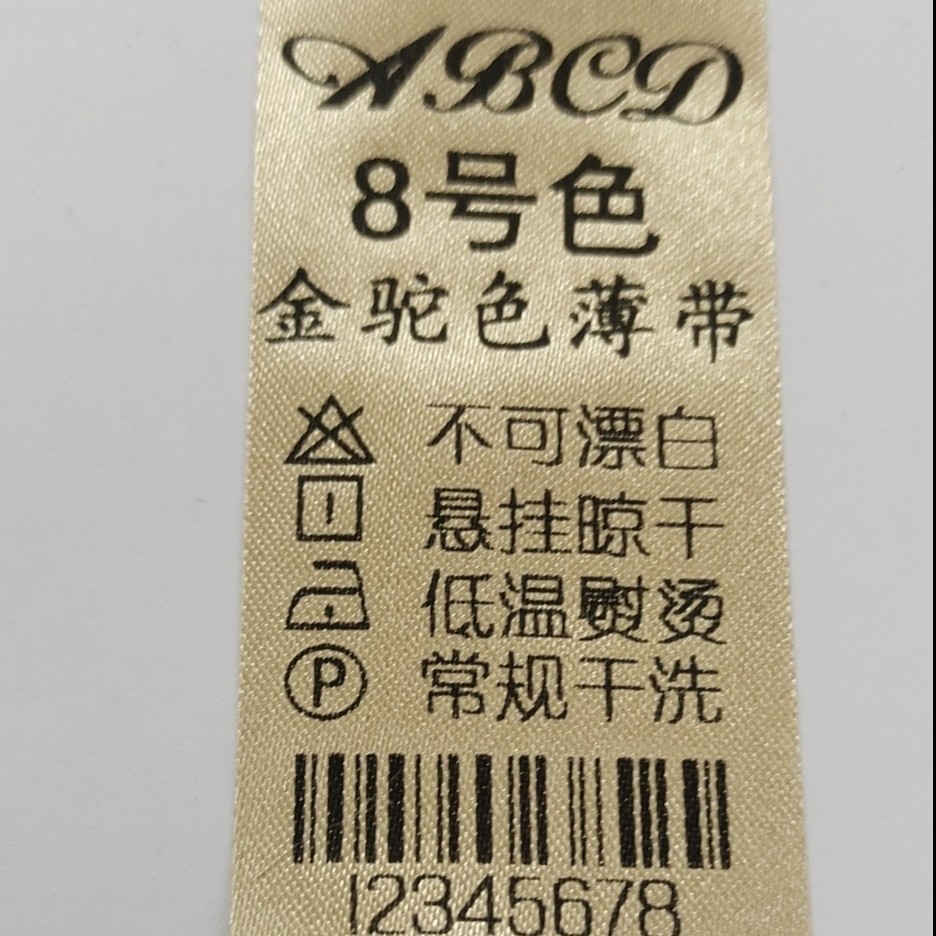 ABCD
8号色
金驼色薄带
不可漂白
悬挂晾干
低温熨烫
P 常规干洗
12345678